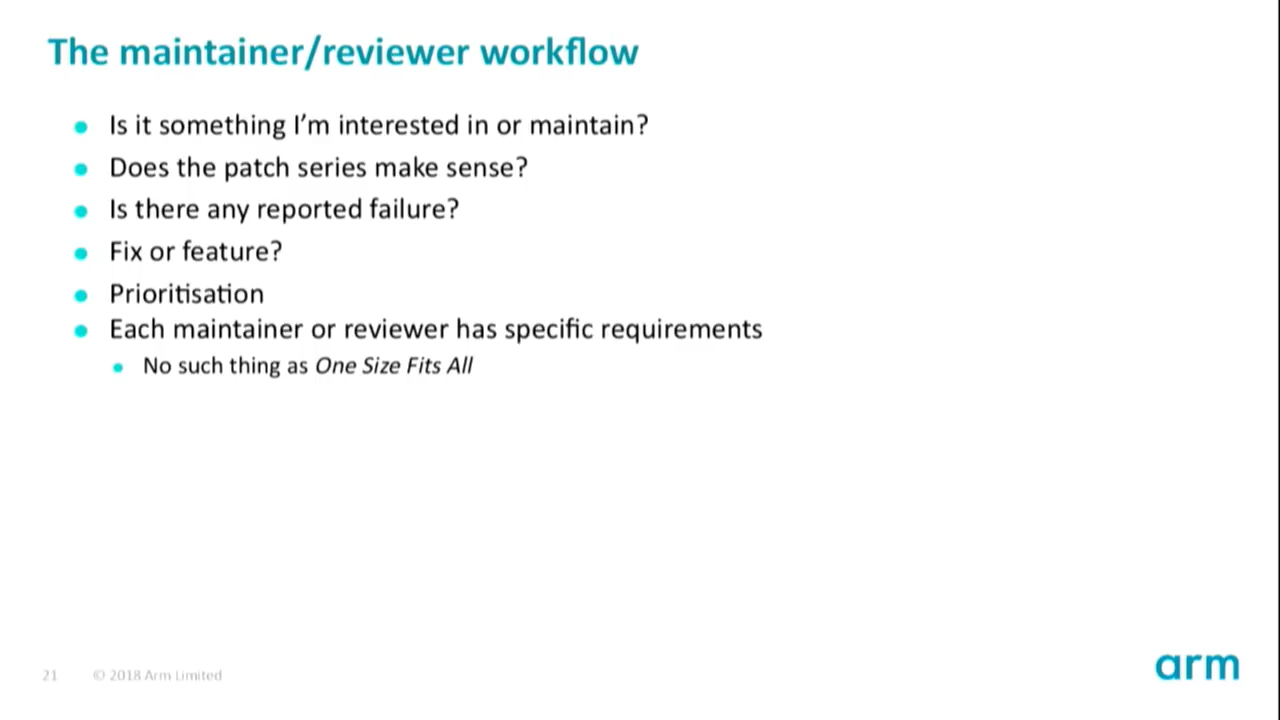 The maintainer/reviewer workflow
Is it something I'm interested in or maintain?
Does the patch series make sense?
Is there any reported failure?
Fix or feature?
Prioritisation
Each maintainer or reviewer has specific requirements
No such thing as One Size Fits All
21 © 2018 Arm Limited
arm